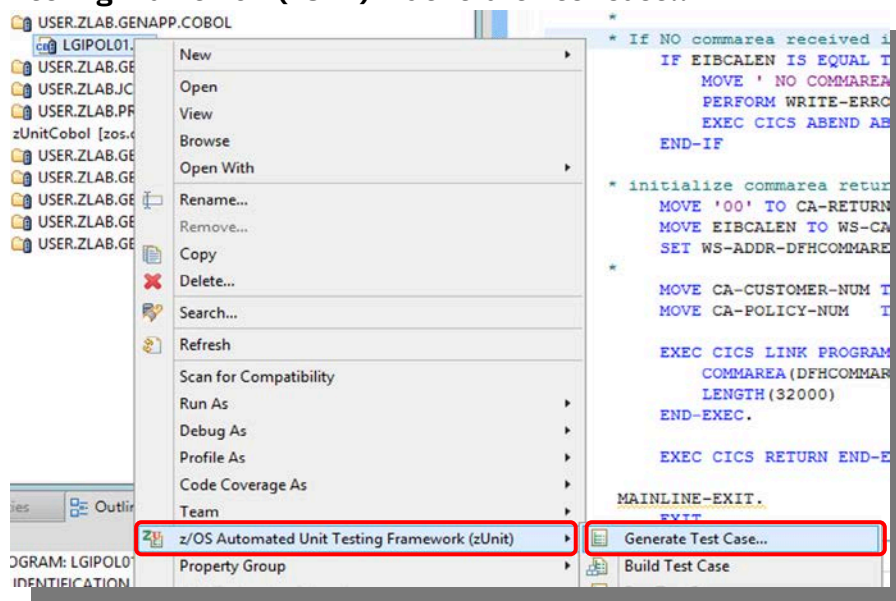 USER.ZLAB.GENAPP.COBOL
LGIPOL01.
USER.ZLAB.GE
USER.ZLAB.JC
USER.ZLAB.PR
zUnitCobol [zos.
USER.ZLAB.GE
USER.ZLAB.GE
USER.ZLAB.GE
USER.ZLAB.GE
USER.ZLAB.GE
New
Open
View
Browse
Open With
Rename...
Remove...
Copy
Delete...
Search...
Refresh
Scan for Compatibility
Run As
Debug As
Profile As
Code Coverage As
Team
z/OS Automated Unit Testing Framework (zUnit)
Property Group
Generate Test Case...
Build Test Case
*
* If NO commarea received i
IF EIBCALEN IS EQUAL T
MOVE ' NO COMMAREA
PERFORM WRITE-ERRO
EXEC CICS ABEND AB
END-IF
* initialize commarea retur
MOVE '00' TO CA-RETURN
MOVE EIBCALEN TO WS-CA
SET WS-ADDR-DFHCOMMARE
*
MOVE CA-CUSTOMER-NUM T
MOVE CA-POLICY-NUM T
EXEC CICS LINK PROGRAM
COMMAREA(DFHCOMMAR
LENGTH(32000)
END-EXEC.
EXEC CICS RETURN END-E
MAINLINE-EXIT.
EXIT
ies
Outlin
OGRAM: LGIPOL01
IDENTIFICATION